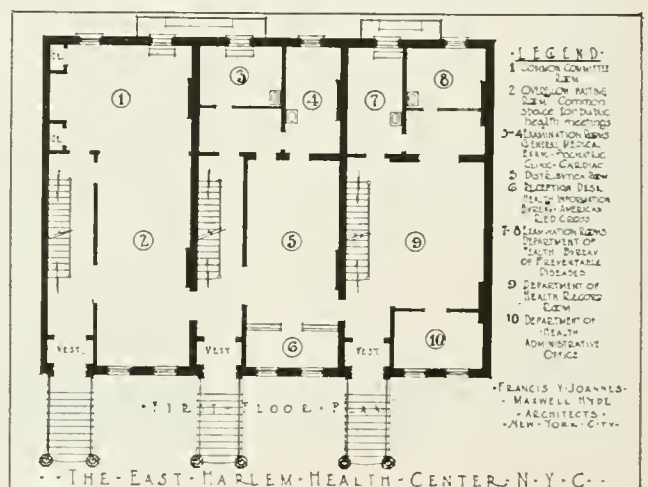 CL.
3
8
1
4
7
CL.
2
5
9
6
10
VEST.
VEST
VEST
·FIRST·FLOOR·PLAN·
·LEGEND·
1 COMMON COMMITTEE
ROOM
2 OVERFLOW WAITING
ROOM. Common
space for public
health meetings
3-4 EXAMINATION ROOMS
GENERAL MEDICAL
EXAM-
CLINIC-CARDIAC
5 DISTRIBUTION ROOM
6 RECEPTION DESK
HEALTH INFORMATION
BUREAU-AMERICAN
RED CROSS
7-8 EXAMINATION ROOMS
DEPARTMENT OF
HEALTH BUREAU
OF PREVENTABLE
DISEASES
9 DEPARTMENT OF
HEALTH RECORD
ROOM
10 DEPARTMENT OF
HEALTH
ADMINISTRATIVE
OFFICE
·FRANCIS Y·JOANNES·
·MAXWELL HYDE
·ARCHITECTS·
·NEW·YORK·CITY·
··THE·EAST·HARLEM·HEALTH·CENTER·N·Y·C··